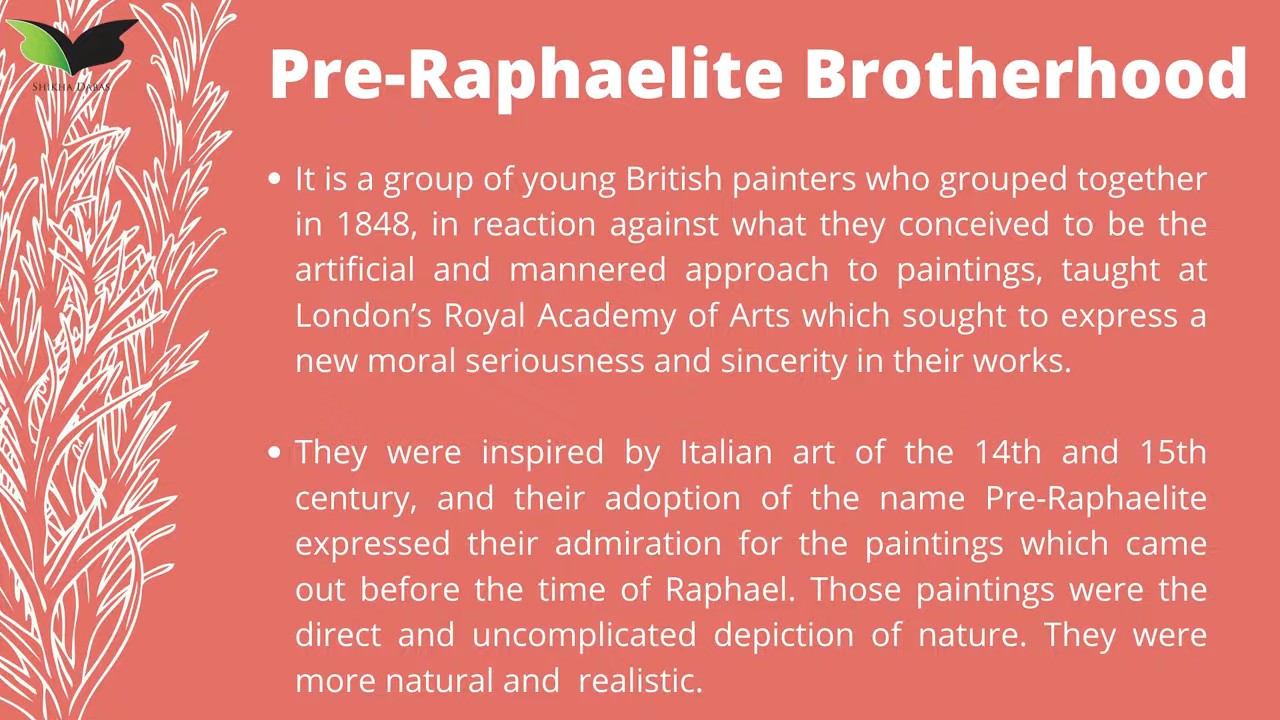 SHIKHA DABAS
Pre-Raphaelite Brotherhood
• It is a group of young British painters who grouped together
in 1848, in reaction against what they conceived to be the
artificial and mannered approach to paintings, taught at
London’s Royal Academy of Arts which sought to express a
new moral seriousness and sincerity in their works.
• They were inspired by Italian art of the 14th and 15th
century, and their adoption of the name Pre-Raphaelite
expressed their admiration for the paintings which came
out before the time of Raphael. Those paintings were the
direct and uncomplicated depiction of nature. They were
more natural and realistic.